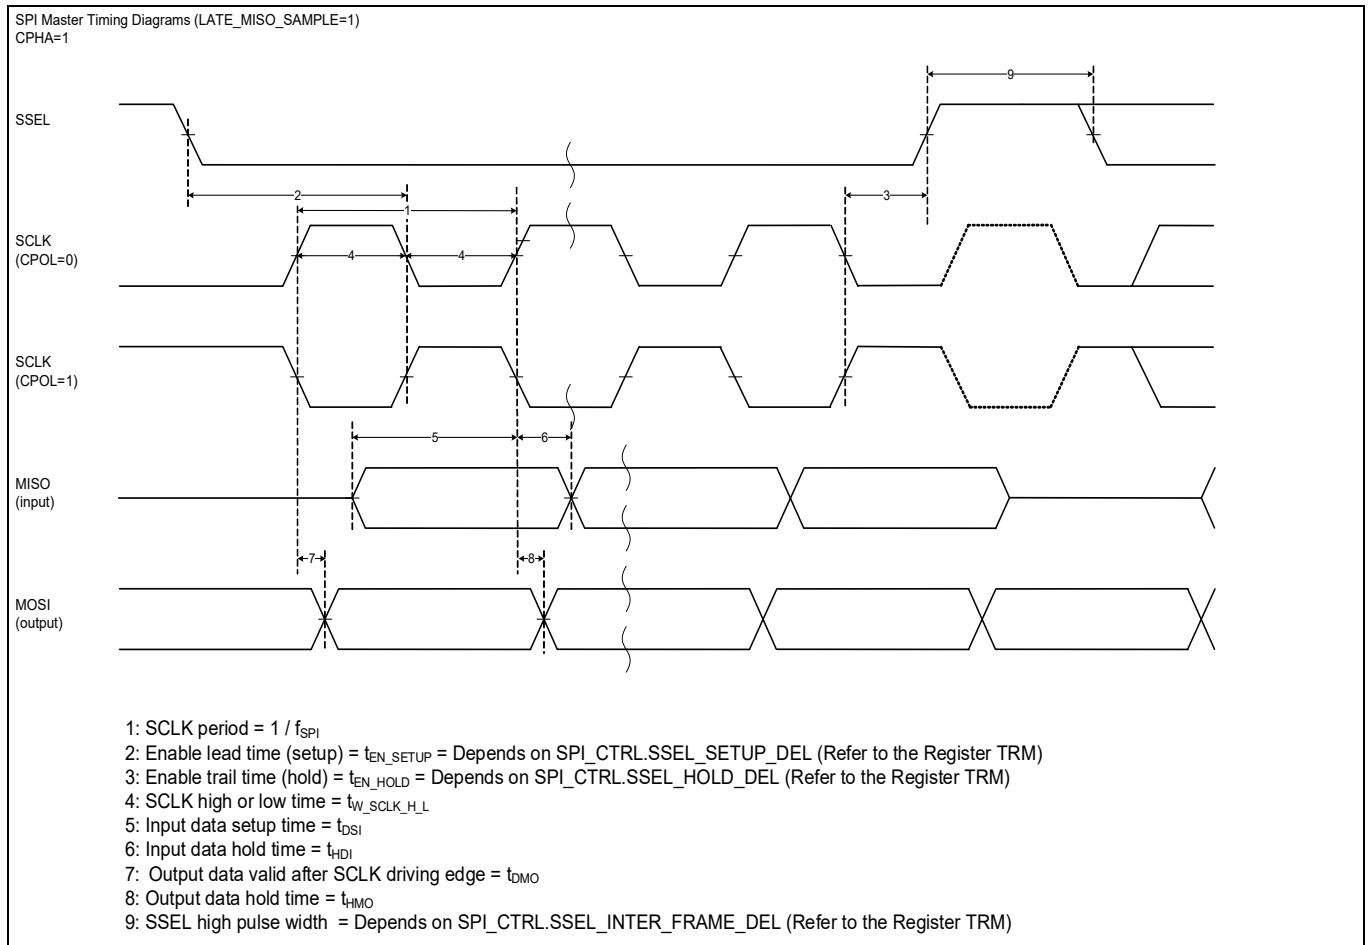 SPI Master Timing Diagrams (LATE_MISO_SAMPLE=1)
CPHA=1
9
SSEL
2
3
1
SCLK
(CPOL=0)
4
4
SCLK
(CPOL=1)
5
6
MISO
(input)
7
8
MOSI
(output)
1: SCLK period = 1 / fSPI
2: Enable lead time (setup) = tEN_SETUP = Depends on SPI_CTRL.SSEL_SETUP_DEL (Refer to the Register TRM)
3: Enable trail time (hold) = tEN_HOLD = Depends on SPI_CTRL.SSEL_HOLD_DEL (Refer to the Register TRM)
4: SCLK high or low time = tW_SCLK_H_L
5: Input data setup time = tDSI
6: Input data hold time = tHDI
7: Output data valid after SCLK driving edge = tDMO
8: Output data hold time = tHMO
9: SSEL high pulse width = Depends on SPI_CTRL.SSEL_INTER_FRAME_DEL (Refer to the Register TRM)